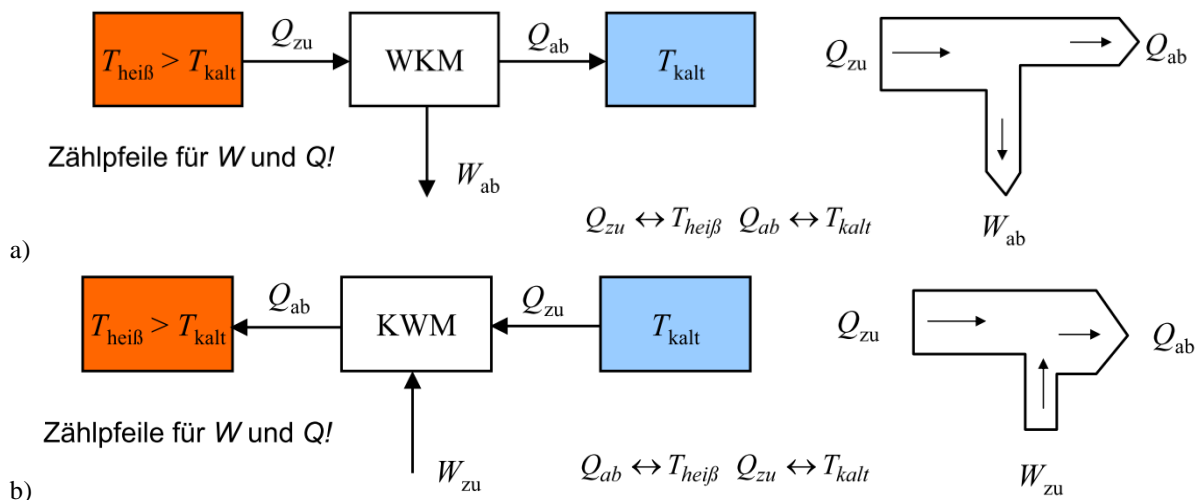 Q_zu Q_ab
T_heiß > T_kalt WKM T_kalt Q_zu Q_ab
Zählpfeile für W und Q!
W_ab
Q_zu ↔ T_heiß Q_ab ↔ T_kalt W_ab
a)
Q_ab Q_zu
T_heiß > T_kalt KWM T_kalt Q_zu Q_ab
Zählpfeile für W und Q!
W_zu Q_ab ↔ T_heiß Q_zu ↔ T_kalt W_zu
b)